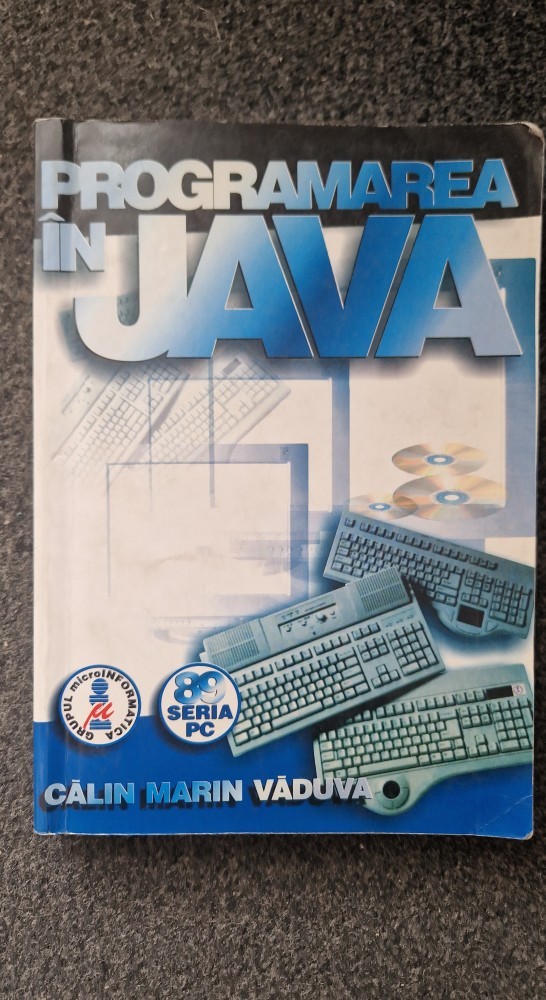 PROGRAMAREA
ÎN
JAVA
GRUPUL microINFORMATICA
μ
89
SERIA
PC
CĂLIN MARIN VĂDUVA